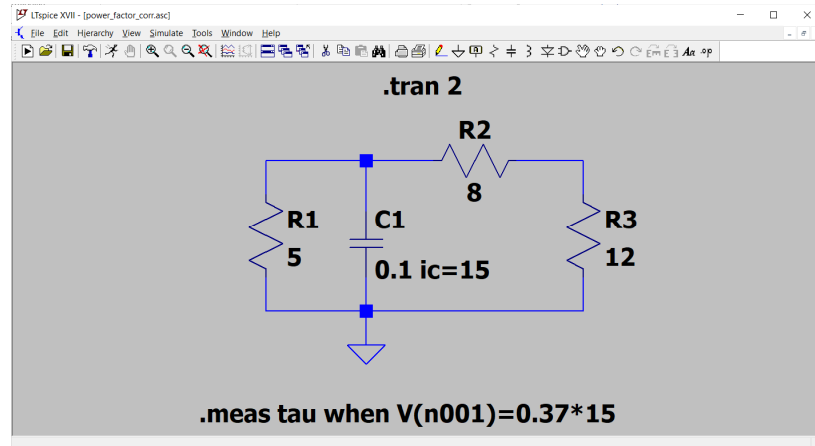 LTspice XVII - [power_factor_corr.asc]
File Edit Hierarchy View Simulate Tools Window Help
.tran 2
R2
8
R1
5
C1
0.1 ic=15
R3
12
.meas tau when V(n001)=0.37*15